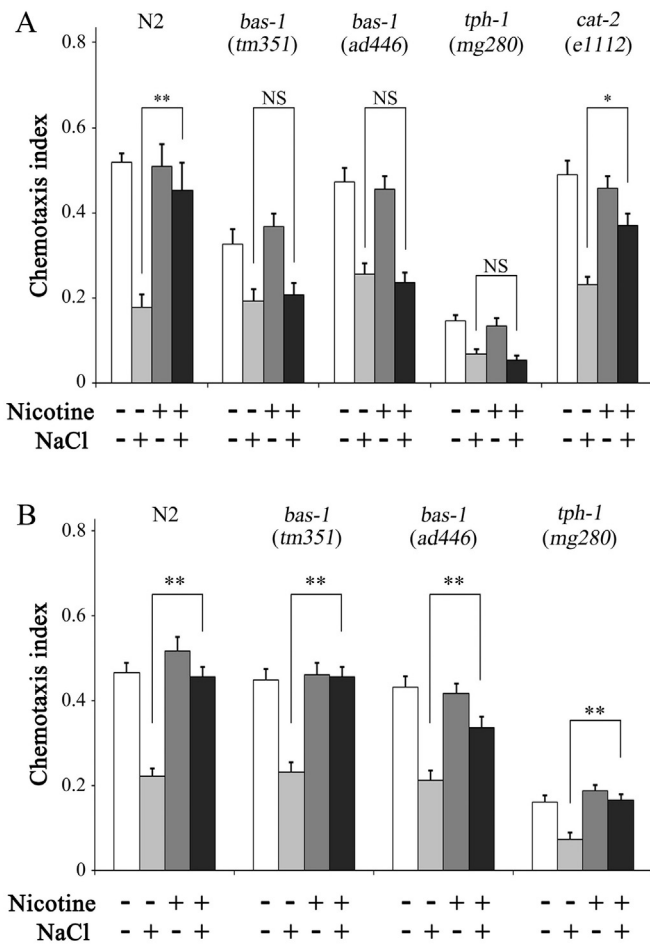 A
N2 bas-1 bas-1 tph-1 cat-2
(tm351) (ad446) (mg280) (e1112)
0.8
0.6
0.4
0.2
0
Chemotaxis index
** NS NS NS *
Nicotine - - + + - - + + - - + + - - + + - - + +
NaCl - + - + - + - + - + - + - + - + - + - +
B
N2 bas-1 bas-1 tph-1
(tm351) (ad446) (mg280)
0.8
0.6
0.4
0.2
0
Chemotaxis index
** ** ** **
Nicotine - - + + - - + + - - + + - - + +
NaCl - + - + - + - + - + - + - + - +